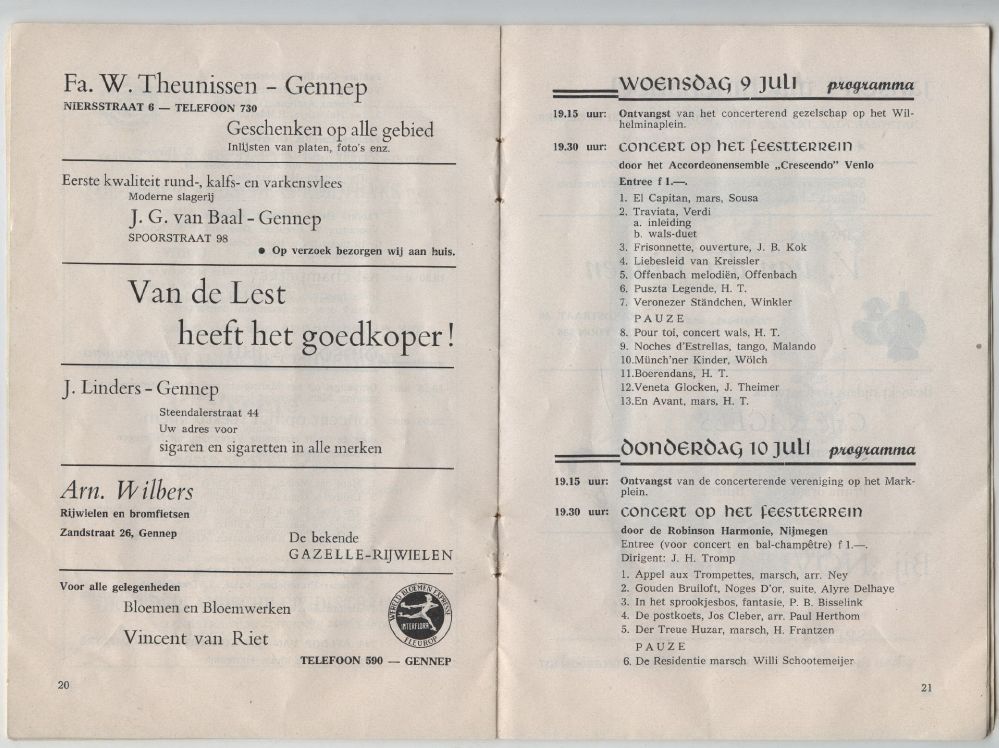 Fa. W. Theunissen – Gennep
NIERSSTRAAT 6 — TELEFOON 730
Geschenken op alle gebied
Inlijsten van platen, foto's enz.
Eerste kwaliteit rund-, kalfs- en varkensvlees
Moderne slagerij
J. G. van Baal – Gennep
SPOORSTRAAT 98
● Op verzoek bezorgen wij aan huis.
Van de Lest
heeft het goedkoper!
J. Linders – Gennep
Steendalerstraat 44
Uw adres voor
sigaren en sigaretten in alle merken
Arn. Wilbers
Rijwielen en bromfietsen
Zandstraat 26, Gennep
De bekende
GAZELLE-RIJWIELEN
Voor alle gelegenheden
Bloemen en Bloemwerken
Vincent van Riet
WERELD BLOEMEN EXPRESSE
INTERFLORA
FLEUROP
TELEFOON 590 — GENNEP
20
WOENSDAG 9 JULI programma
19.15 uur: Ontvangst van het concerterend gezelschap op het Wil-
helminaplein.
19.30 uur: CONCERT OP HET FEESTTERREIN
door het Accordeonensemble „Crescendo” Venlo
Entree f 1.—.
1. El Capitan, mars, Sousa
2. Traviata, Verdi
a. inleiding
b. wals-duet
3. Frisonnette, ouverture, J. B. Kok
4. Liebesleid van Kreissler
5. Offenbach melodiën, Offenbach
6. Puszta Legende, H. T.
7. Veronezer Ständchen, Winkler
PAUZE
8. Pour toi, concert wals, H. T.
9. Noches d'Estrellas, tango, Malando
10.Münch'ner Kinder, Wölch
11.Boerendans, H. T.
12.Veneta Glocken, J. Theimer
13.En Avant, mars, H. T.
DONDERDAG 10 JULI programma
19.15 uur: Ontvangst van de concerterende vereniging op het Mark-
plein.
19.30 uur: CONCERT OP HET FEESTTERREIN
door de Robinson Harmonie, Nijmegen
Entree (voor concert en bal-champêtre) f 1.—.
Dirigent: J. H. Tromp
1. Appel aux Trompettes, marsch, arr. Ney
2. Gouden Bruiloft, Noges D'or, suite, Alyre Delhaye
3. In het sprookjesbos, fantasie, P. B. Bisselink
4. De postkoets, Jos Cleber, arr. Paul Herthom
5. Der Treue Huzar, marsch, H. Frantzen
PAUZE
6. De Residentie marsch Willi Schootemeijer
21